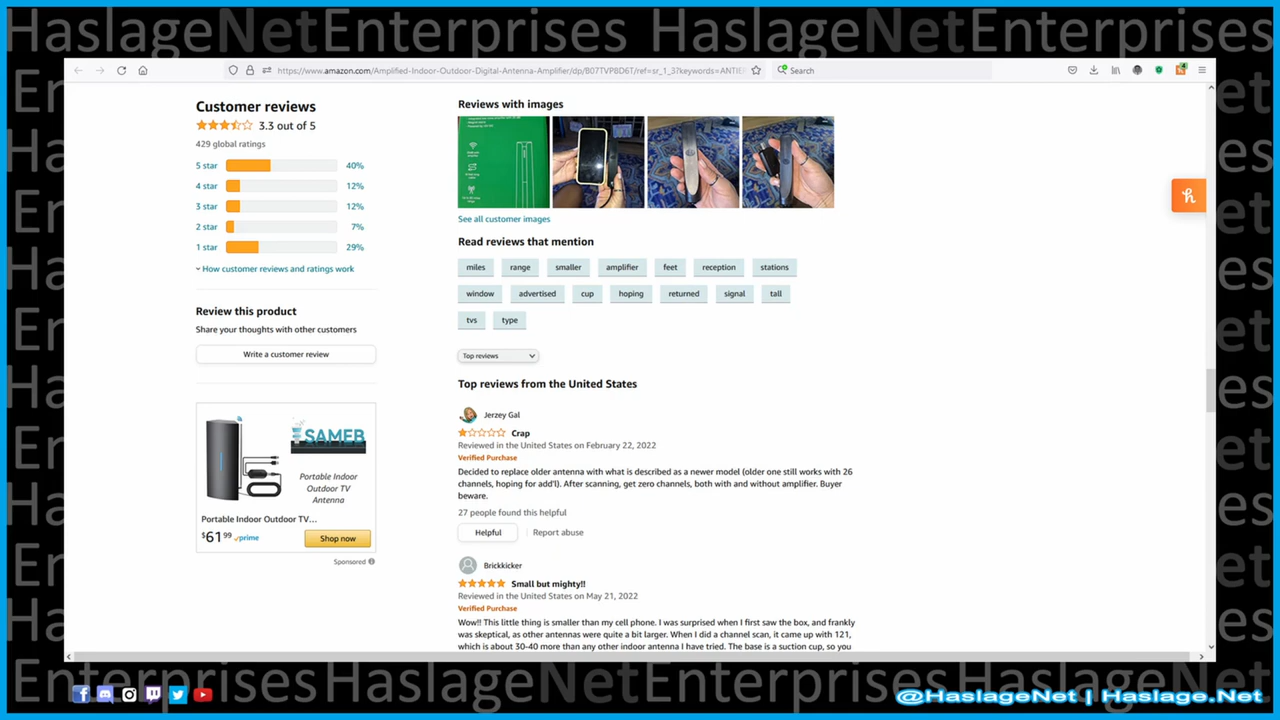 HaslageNetEnterprises HaslageNetEnterprises
https://www.amazon.com/Amplified-Indoor-Outdoor-Digital-Antenna-Amplifier/dp/B07TVP8D6T/ref=sr_1_3?keywords=ANTIE
Search
Customer reviews
3.3 out of 5
429 global ratings
5 star 40%
4 star 12%
3 star 12%
2 star 7%
1 star 29%
How customer reviews and ratings work
Review this product
Share your thoughts with other customers
Write a customer review
SAMEB
Portable Indoor
Outdoor TV
Antenna
Portable Indoor Outdoor TV…
$61.99 prime
Shop now
Sponsored
Reviews with images
See all customer images
Read reviews that mention
miles range smaller amplifier feet reception stations
window advertised cup hoping returned signal tall
tvs type
Top reviews
Top reviews from the United States
Jerzey Gal
Crap
Reviewed in the United States on February 22, 2022
Verified Purchase
Decided to replace older antenna with what is described as a newer model (older one still works with 26
channels, hoping for add'l). After scanning, get zero channels, both with and without amplifier. Buyer
beware.
27 people found this helpful
Helpful
Report abuse
Brickkicker
Small but mighty!!
Reviewed in the United States on May 21, 2022
Verified Purchase
Wow!! This little thing is smaller than my cell phone. I was surprised when I first saw the box, and frankly
was skeptical, as other antennas were quite a bit larger. When I did a channel scan, it came up with 121,
which is about 30-40 more than any other indoor antenna I have tried. The base is a suction cup, so you
Enterprises HaslageNetEnterprises Haslage
@HaslageNet | Haslage.Net